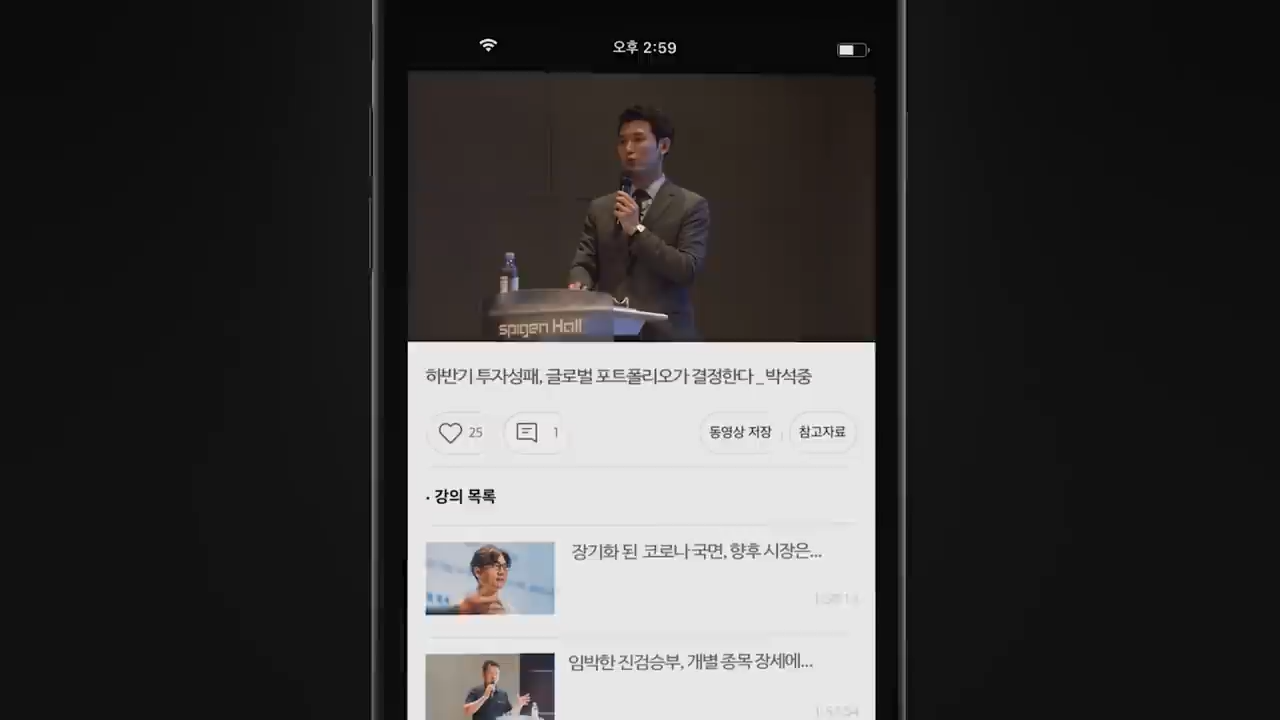 오후 2:59
spigen Hall
하반기 투자성패, 글로벌 포트폴리오가 결정한다 _ 박석중
25
1
동영상 저장
참고자료
· 강의 목록
장기화 된 코로나 국면, 향후 시장은...
임박한 진검승부, 개별 종목 장세에...